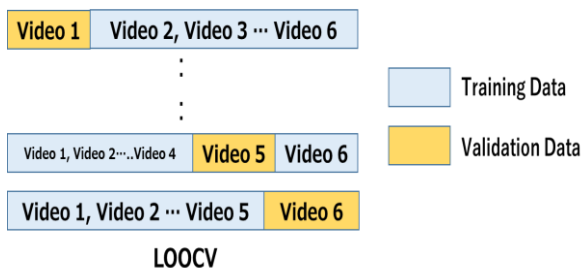 Video 1 Video 2, Video 3 ··· Video 6
:
:
Video 1, Video 2·····Video 4 Video 5 Video 6
Video 1, Video 2 ··· Video 5 Video 6
LOOCV
Training Data
Validation Data